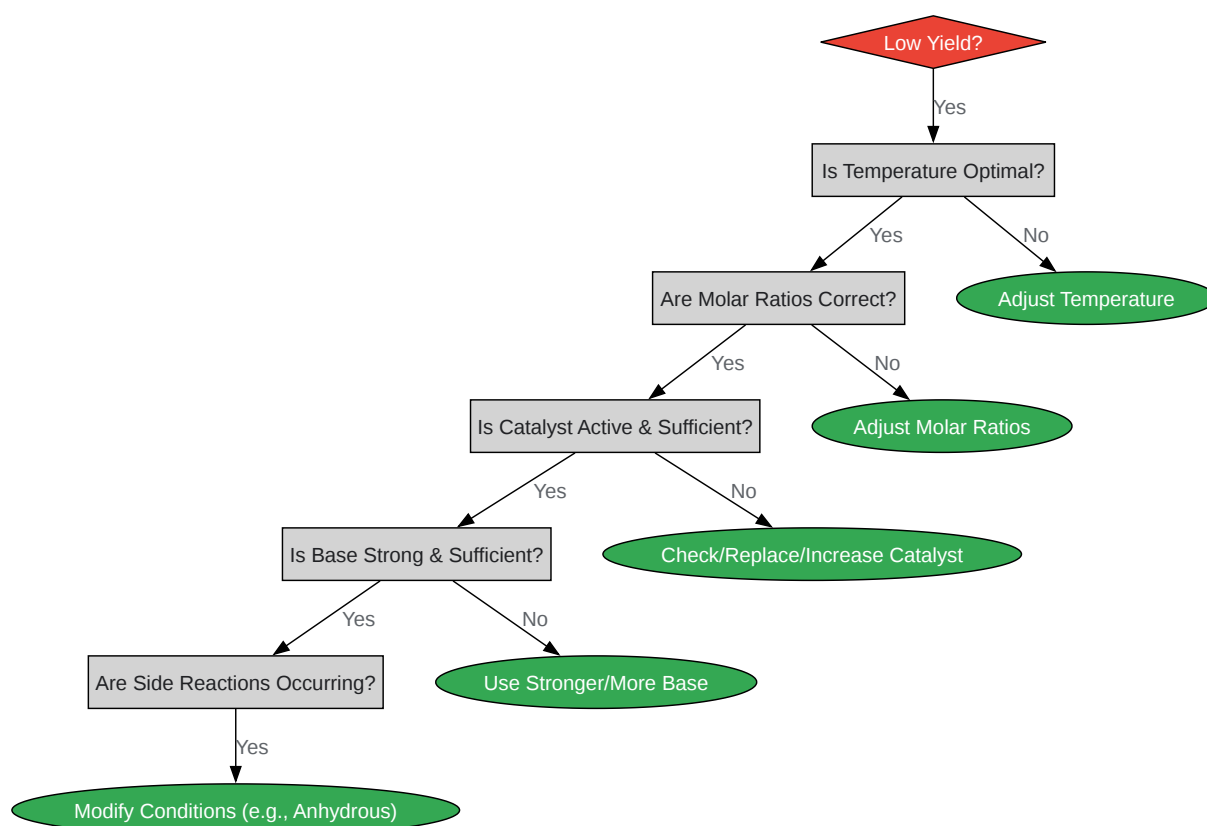 Low Yield?
Yes
Is Temperature Optimal?
Yes
No
Are Molar Ratios Correct?
Adjust Temperature
Yes
No
Is Catalyst Active & Sufficient?
Adjust Molar Ratios
Yes
No
Is Base Strong & Sufficient?
Check/Replace/Increase Catalyst
Yes
No
Are Side Reactions Occurring?
Use Stronger/More Base
Yes
Modify Conditions (e.g., Anhydrous)